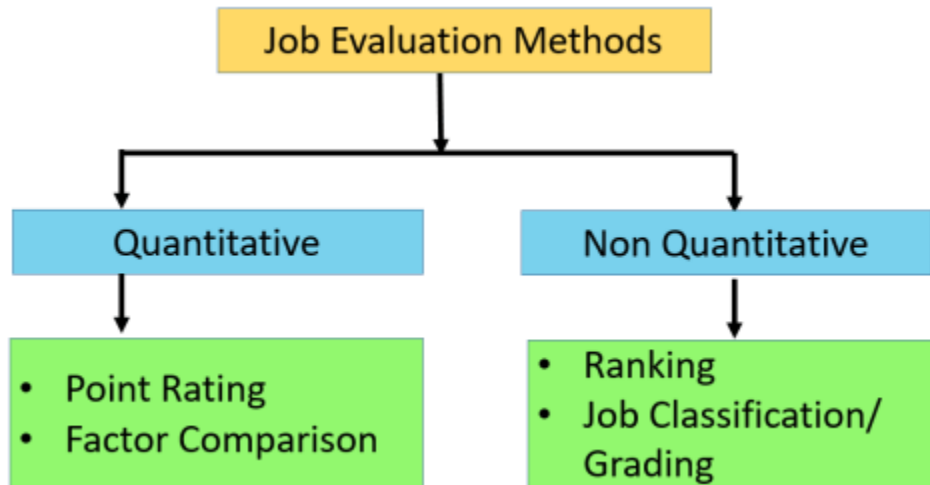 Job Evaluation Methods
Quantitative
Non Quantitative
• Point Rating
• Factor Comparison
• Ranking
• Job Classification/
Grading